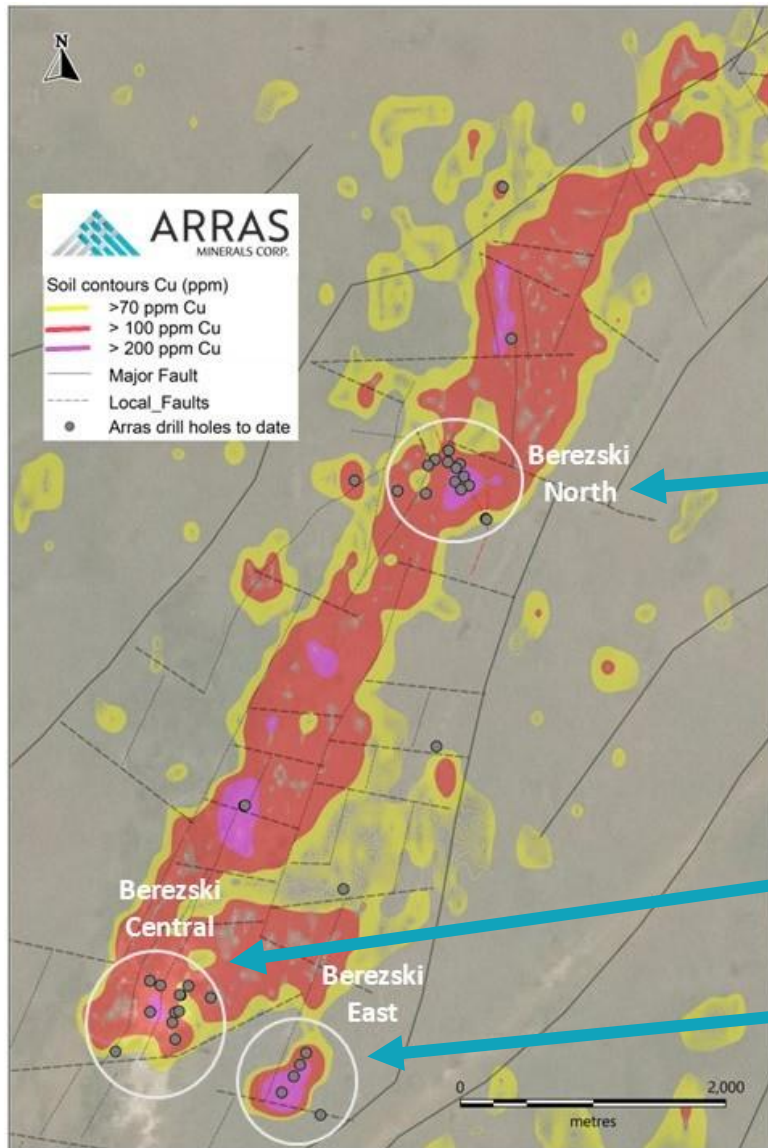 N
ARRAS
MINERALS CORP.
Soil contours Cu (ppm)
>70 ppm Cu
> 100 ppm Cu
> 200 ppm Cu
Major Fault
Local_Faults
Arras drill holes to date
Berezski
North
Berezski
Central
Berezski
East
0
2,000
metres